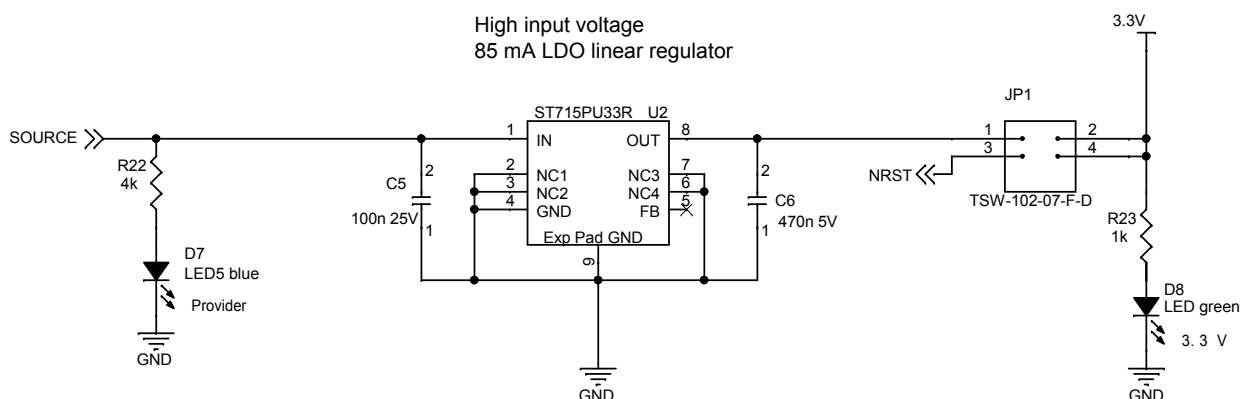 High input voltage
85 mA LDO linear regulator
3.3V
JP1
ST715PU33R U2
SOURCE
1 IN OUT 8
1 2
3 4
NRST
TSW-102-07-F-D
R22
4k
2 NC1 NC3 7
3 NC2 NC4 6
4 GND FB 5
Exp Pad GND
9
2
C5
100n 25V
1
2
C6
470n 5V
1
R23
1k
D7
LED5 blue
Provider
GND
GND
D8
LED green
3. 3 V
GND